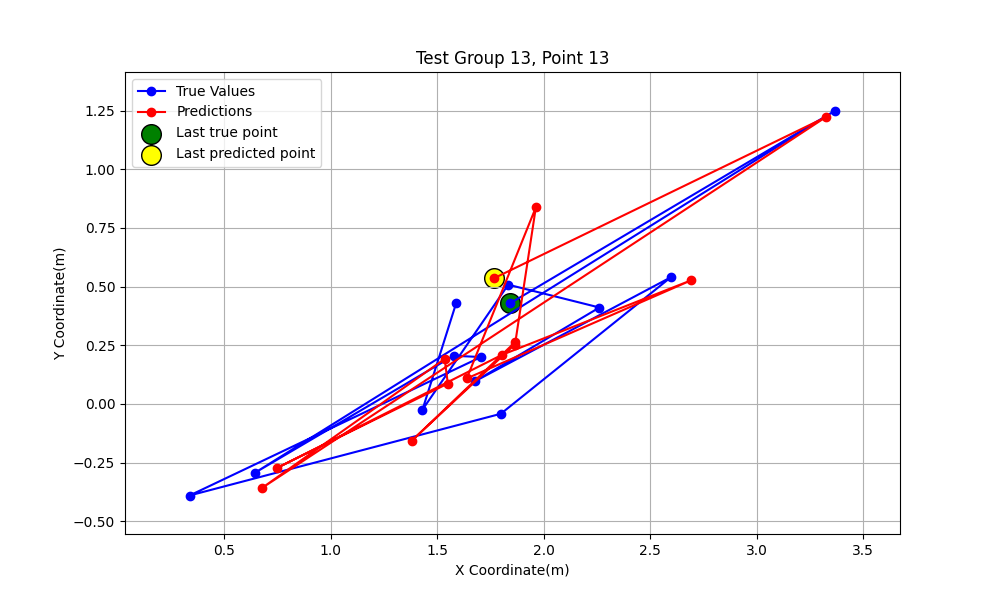 Test Group 13, Point 13
True Values
Predictions
Last true point
Last predicted point
1.25
1.00
0.75
0.50
0.25
0.00
−0.25
−0.50
Y Coordinate(m)
0.5 1.0 1.5 2.0 2.5 3.0 3.5
X Coordinate(m)